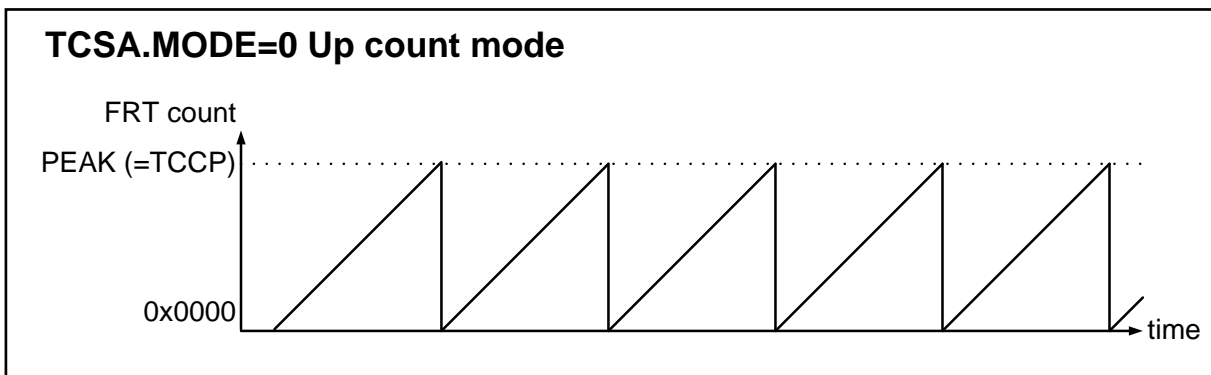 TCSA.MODE=0 Up count mode
FRT count
PEAK (=TCCP)
0x0000
time